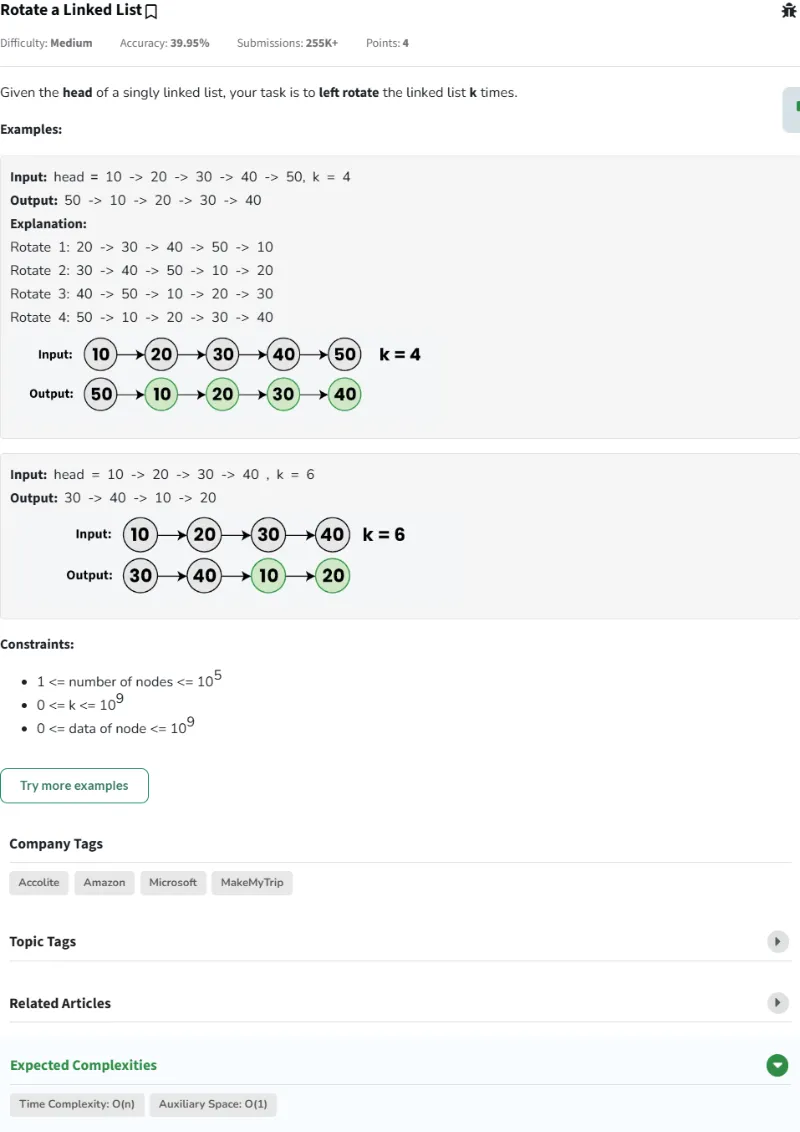 Rotate a Linked List
Difficulty: Medium Accuracy: 39.95% Submissions: 255K+ Points: 4
Given the head of a singly linked list, your task is to left rotate the linked list k times.
Examples:
Input: head = 10 -> 20 -> 30 -> 40 -> 50, k = 4
Output: 50 -> 10 -> 20 -> 30 -> 40
Explanation:
Rotate 1: 20 -> 30 -> 40 -> 50 -> 10
Rotate 2: 30 -> 40 -> 50 -> 10 -> 20
Rotate 3: 40 -> 50 -> 10 -> 20 -> 30
Rotate 4: 50 -> 10 -> 20 -> 30 -> 40
Input: 10 20 30 40 50 k = 4
Output: 50 10 20 30 40
Input: head = 10 -> 20 -> 30 -> 40 , k = 6
Output: 30 -> 40 -> 10 -> 20
Input: 10 20 30 40 k = 6
Output: 30 40 10 20
Constraints:
• 1 <= number of nodes <= 10^5
• 0 <= k <= 10^9
• 0 <= data of node <= 10^9
Try more examples
Company Tags
Accolite Amazon Microsoft MakeMyTrip
Topic Tags
Related Articles
Expected Complexities
Time Complexity: O(n) Auxiliary Space: O(1)